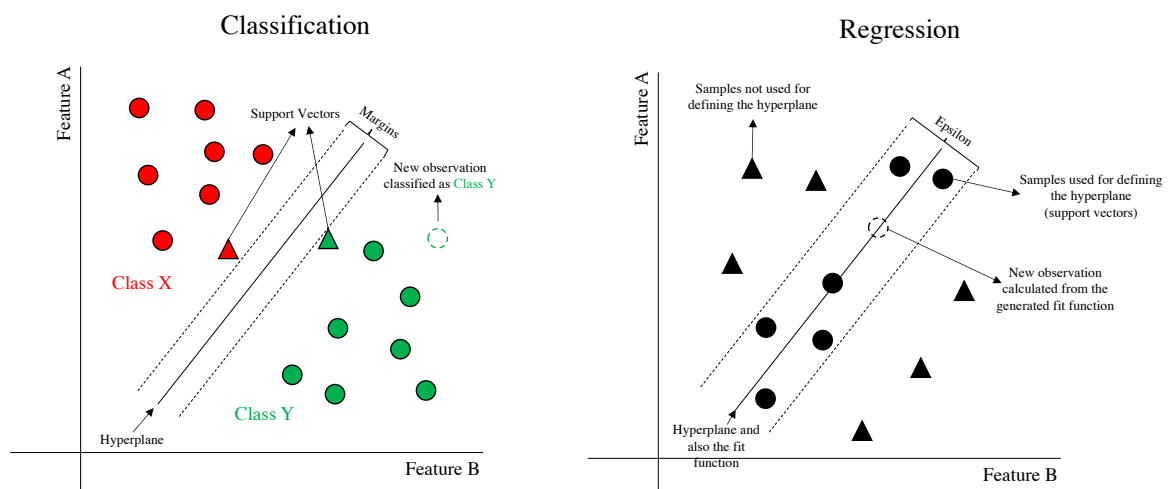 Classification
Feature A
Support Vectors
Margins
New observation
classified as Class Y
Class X
Class Y
Hyperplane
Feature B
Regression
Feature A
Samples not used for
defining the hyperplane
Epsilon
Samples used for defining
the hyperplane
(support vectors)
New observation
calculated from the
generated fit function
Hyperplane and
also the fit
function
Feature B